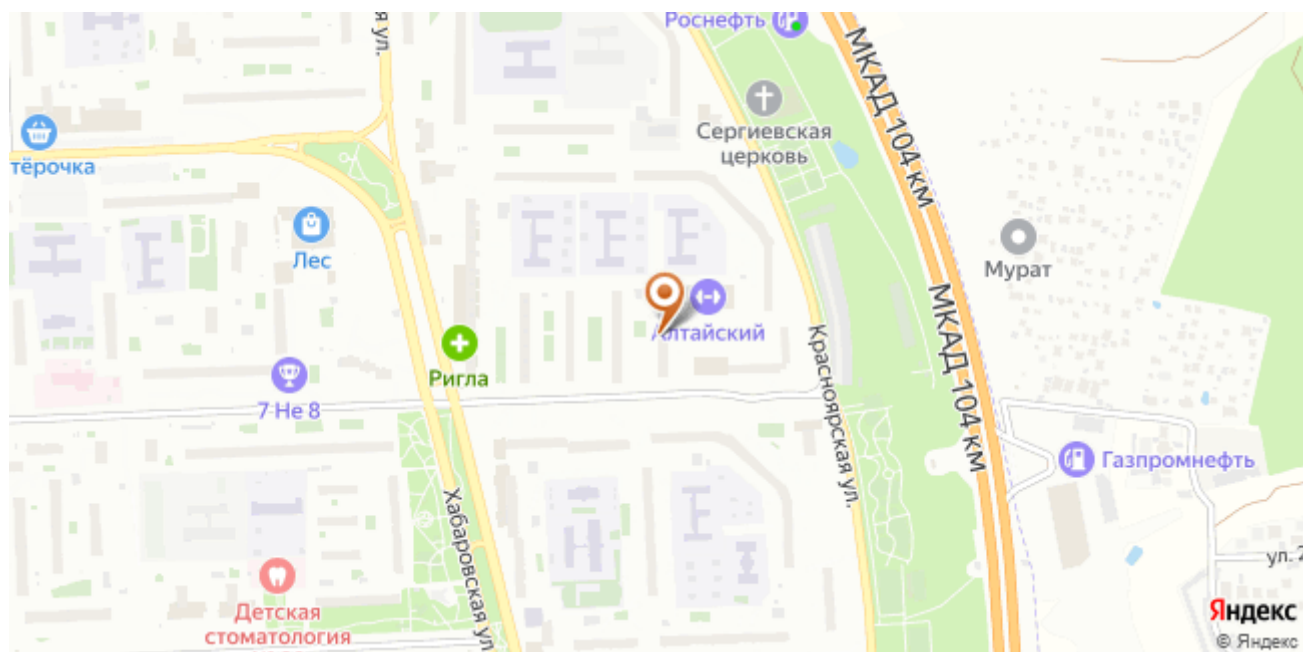 Роснефть
я ул.
МКАД 104 км
Сергиевская
церковь
тёрочка
Лес
Мурат
Алтайский
Ригла
7 Не 8
Красноярская ул.
МКАД 104 км
Газпромнефть
Хабаровская ул
ул. 2
Детская
стоматология
Яндекс
© Яндекс